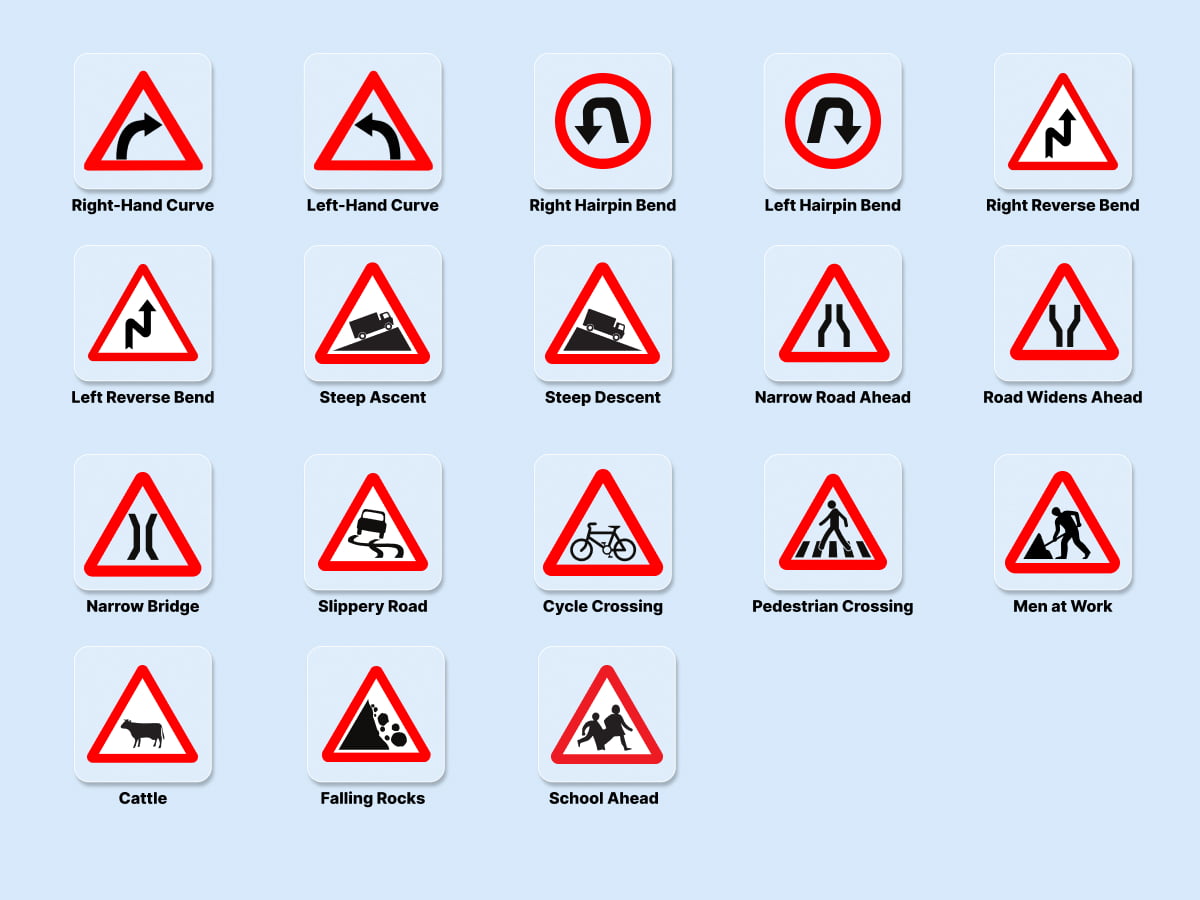 Right-Hand Curve
Left-Hand Curve
Right Hairpin Bend
Left Hairpin Bend
Right Reverse Bend
Left Reverse Bend
Steep Ascent
Steep Descent
Narrow Road Ahead
Road Widens Ahead
Narrow Bridge
Slippery Road
Cycle Crossing
Pedestrian Crossing
Men at Work
Cattle
Falling Rocks
School Ahead